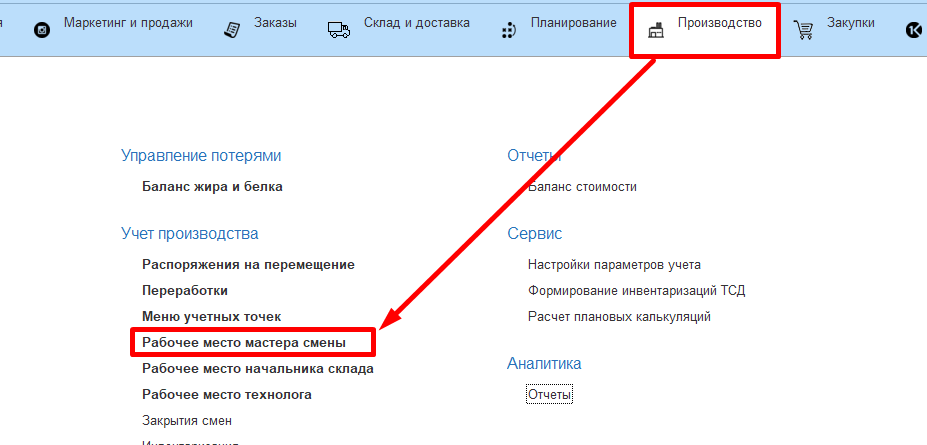 Маркетинг и продажи
Заказы
Склад и доставка
Планирование
Производство
Закупки
Управление потерями
Баланс жира и белка
Учет производства
Распоряжения на перемещение
Переработки
Меню учетных точек
Рабочее место мастера смены
Рабочее место начальника склада
Рабочее место технолога
Закрытия смен
Отчеты
Баланс стоимости
Сервис
Настройки параметров учета
Формирование инвентаризаций ТСД
Расчет плановых калькуляций
Аналитика
Отчеты